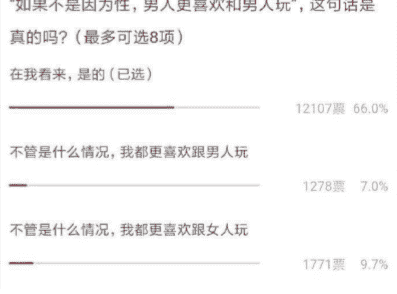 "如果不是因为性，男人更喜欢和男人玩"，这句话是
真的吗？（最多可选8项）
在我看来，是的（已选）
12107票 66.0%
不管是什么情况，我都更喜欢跟男人玩
1278票 7.0%
不管是什么情况，我都更喜欢跟女人玩
1771票 9.7%